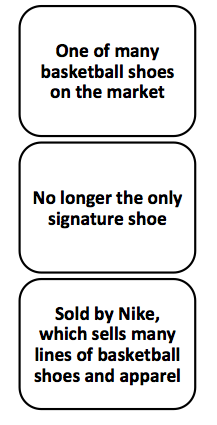 One of many
basketball shoes
on the market
No longer the only
signature shoe
Sold by Nike,
which sells many
lines of basketball
shoes and apparel